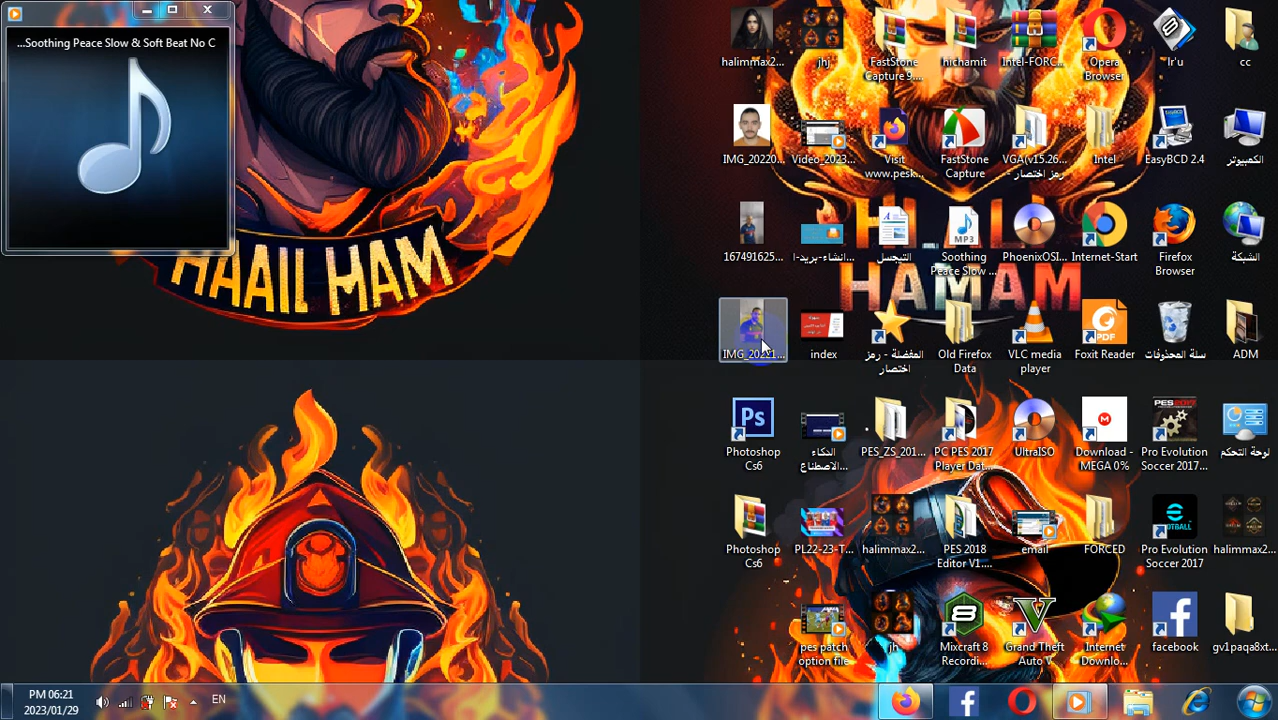 ...Soothing Peace Slow & Soft Beat No C
HAAIL HAM
HAMAM
halimmax2...
jhj
FastStone
Capture 9....
hichamit
Intel-FORC...
Opera
Browser
lr'u
cc
IMG_20220...
Video_2023...
Visit
www.pesk...
FastStone
Capture
VGA(v15.26...
رمز اختصار -
Intel
EasyBCD 2.4
الكمبيوتر
167491625...
انشاء-بريد-ا...
التيجسل
Soothing
Peace Slow ...
PhoenixOSI...
Internet-Start
Firefox
Browser
الشبكة
IMG_2021...
index
المفضلة - رمز
اختصار
Old Firefox
Data
VLC media
player
Foxit Reader
سلة المحذوفات
ADM
Photoshop
Cs6
الذكاء
الاصطناع...
PES_ZS_201...
PC PES 2017
Player Dat...
UltraISO
Download -
MEGA 0%
Pro Evolution
Soccer 2017...
لوحة التحكم
Photoshop
Cs6
PL22-23-T...
halimmax2...
PES 2018
Editor V1....
email
FORCED
Pro Evolution
Soccer 2017
halimmax2...
pes patch
option file
jh
Mixcraft 8
Recordi...
Grand Theft
Auto V
Internet
Downlo...
facebook
gv1paqa8xt...
PM 06:21
2023/01/29
EN